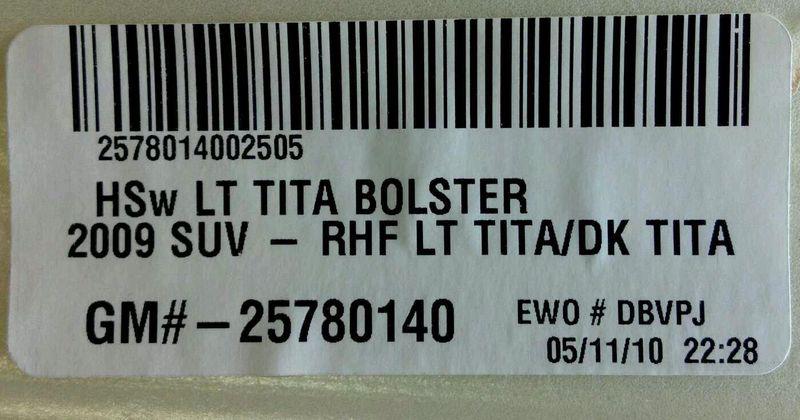 2578014002505
HSw LT TITA BOLSTER
2009 SUV – RHF LT TITA/DK TITA
GM#–25780140
EWO # DBVPJ
05/11/10 22:28